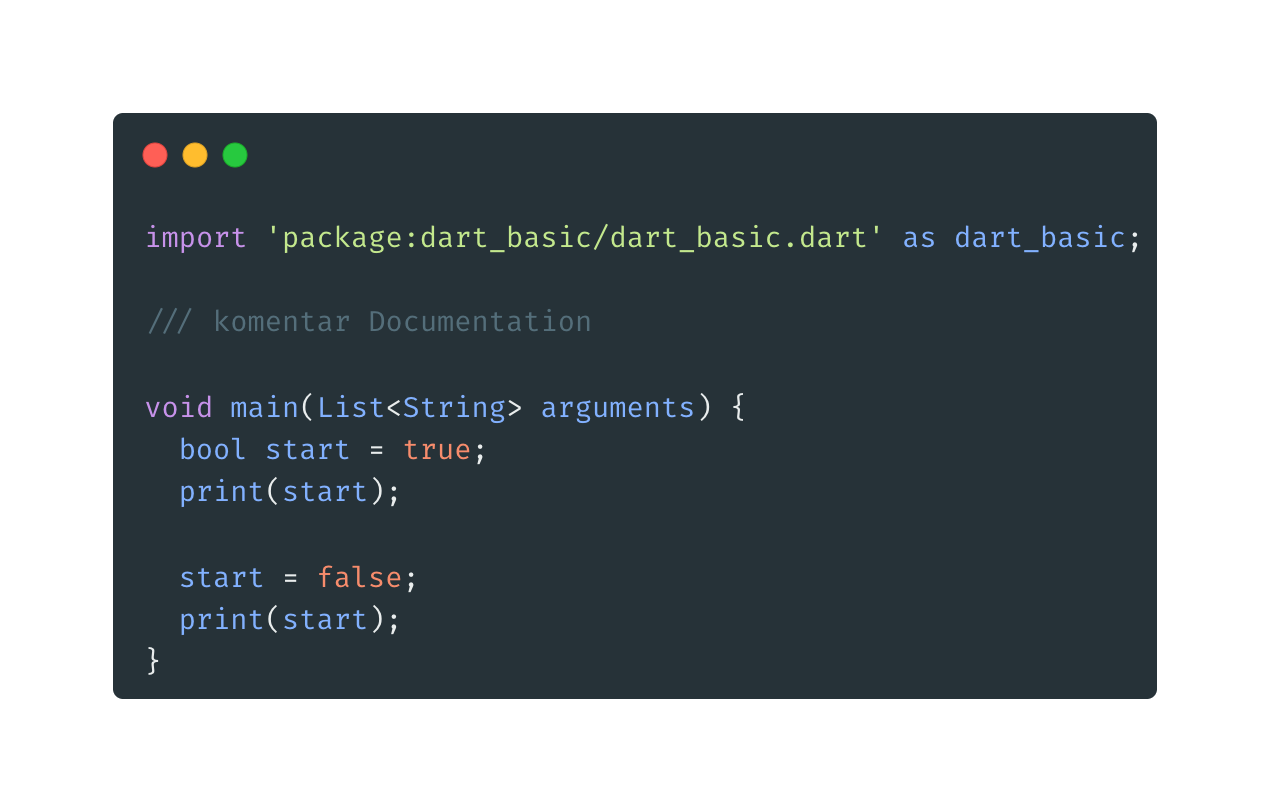 import 'package:dart_basic/dart_basic.dart' as dart_basic;
/// komentar Documentation
void main(List<String> arguments) {
  bool start = true;
  print(start);
  start = false;
  print(start);
}